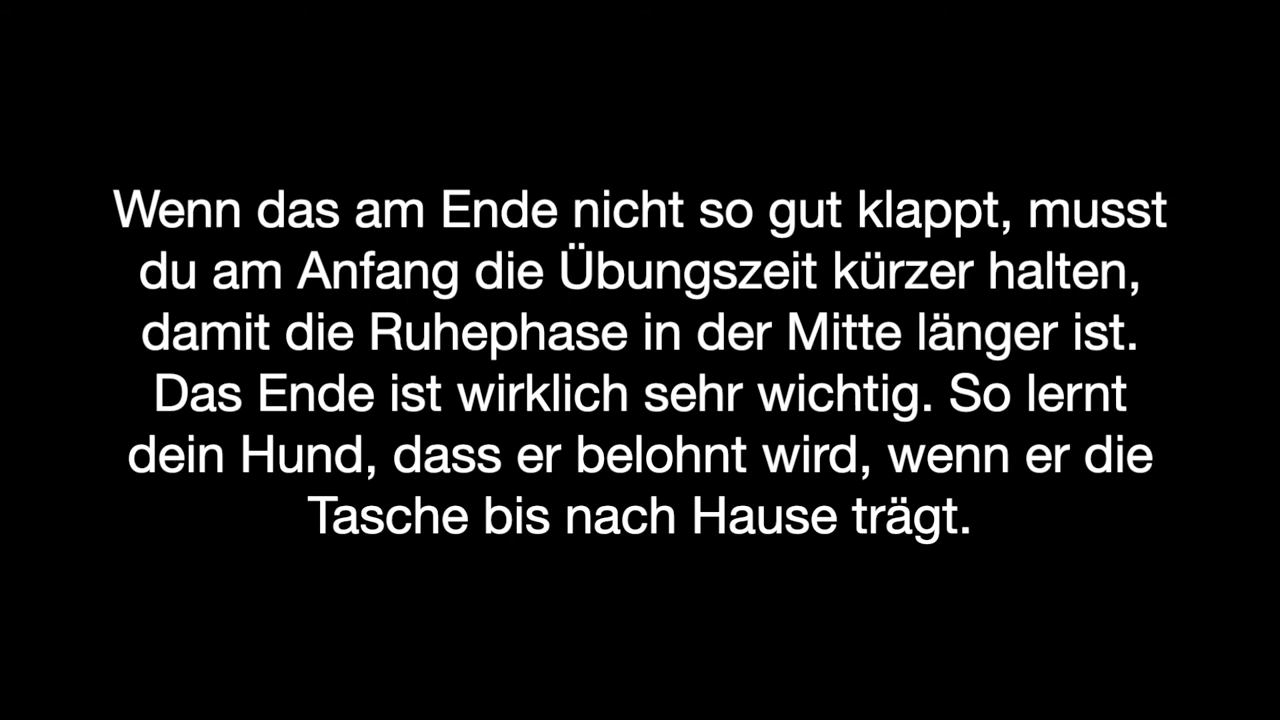 Wenn das am Ende nicht so gut klappt, musst
du am Anfang die Übungszeit kürzer halten,
damit die Ruhephase in der Mitte länger ist.
Das Ende ist wirklich sehr wichtig. So lernt
dein Hund, dass er belohnt wird, wenn er die
Tasche bis nach Hause trägt.